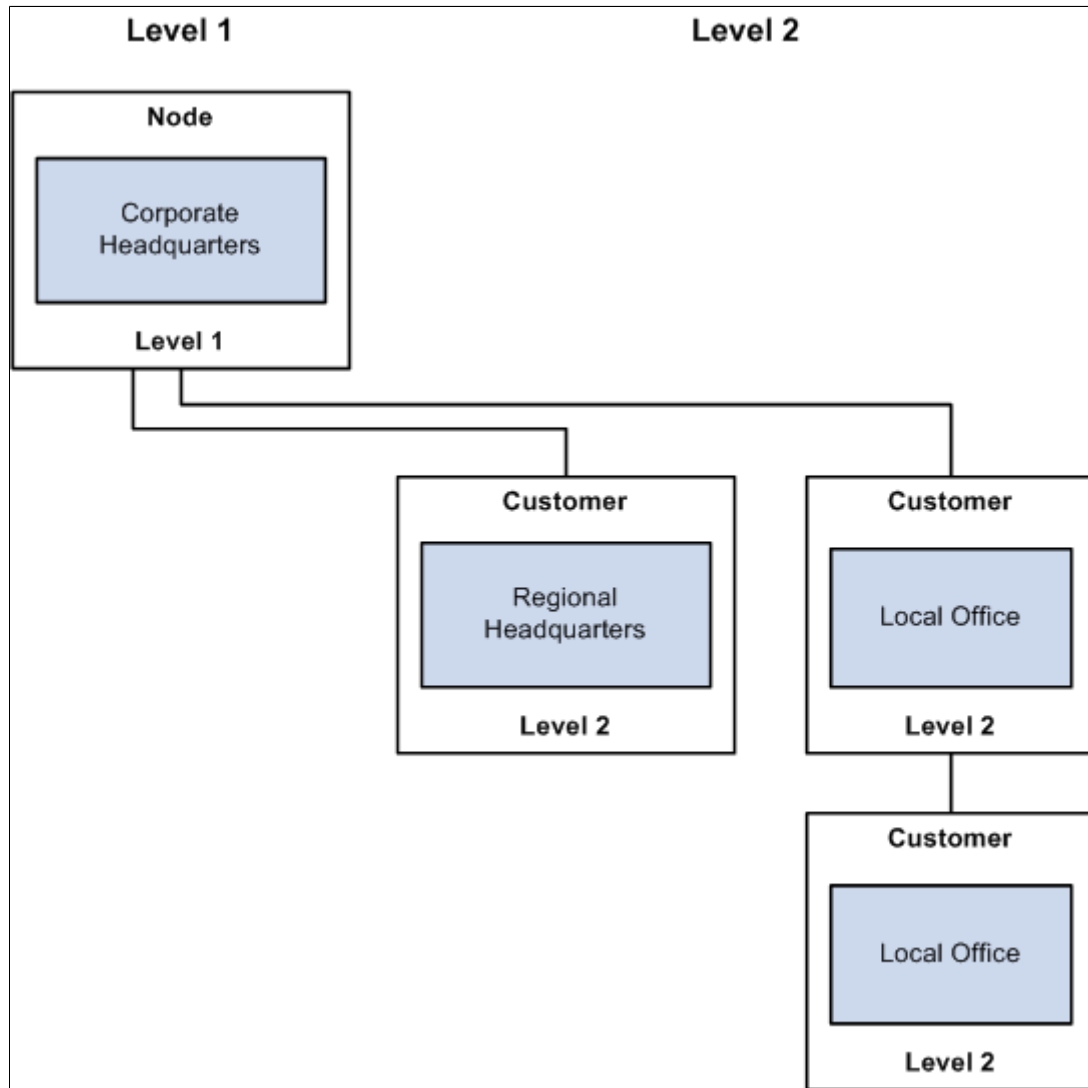 Level 1
Level 2
Node
Corporate
Headquarters
Level 1
Customer
Regional
Headquarters
Level 2
Customer
Local Office
Level 2
Customer
Local Office
Level 2